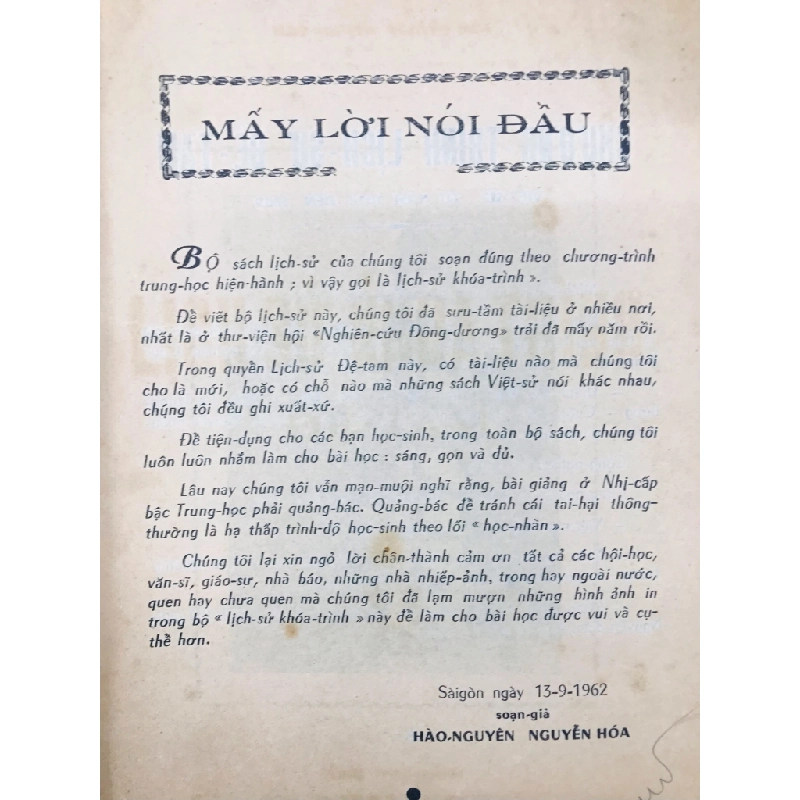 MẤY LỜI NÓI ĐẦU
BỘ sách lịch-sử của chúng tôi soạn đúng theo chương-trình
trung-học hiện-hành ; vì vậy gọi là lịch-sử khóa-trình ».
Để viết bộ lịch-sử này, chúng tôi đã sưu-tầm tài-liệu ở nhiều nơi,
nhất là ở thư-viện hội «Nghiên-cứu Đông-dương» trải đã mấy năm rồi.
Trong quyển Lịch-sử Đệ-tam này, có tài-liệu nào mà chúng tôi
cho là mới, hoặc có chỗ nào mà những sách Việt-sử nói khác nhau,
chúng tôi đều ghi xuất-xứ.
Để tiện-dụng cho các bạn học-sinh, trong toàn bộ sách, chúng tôi
luôn luôn nhắm làm cho bài học : sáng, gọn và đủ.
Lâu nay chúng tôi vẫn mạo-muội nghĩ rằng, bài giảng ở Nhị-cấp
bậc Trung-học phải quảng-bác. Quảng-bác để tránh cái tai-hại thông-
thường là hạ thấp trình-độ học-sinh theo lối « học-nhàn ».
Chúng tôi lại xin ngỏ lời chân-thành cảm ơn tất cả các hội-học,
văn-sĩ, giáo-sư, nhà báo, những nhà nhiếp-ảnh, trong hay ngoài nước,
quen hay chưa quen mà chúng tôi đã lạm mượn những hình ảnh in
trong bộ « lịch-sử khóa-trình » này để làm cho bài học được vui và cụ-
thể hơn.
Sàigòn ngày 13-9-1962
soạn-giả
HÀO-NGUYÊN NGUYỄN HÓA